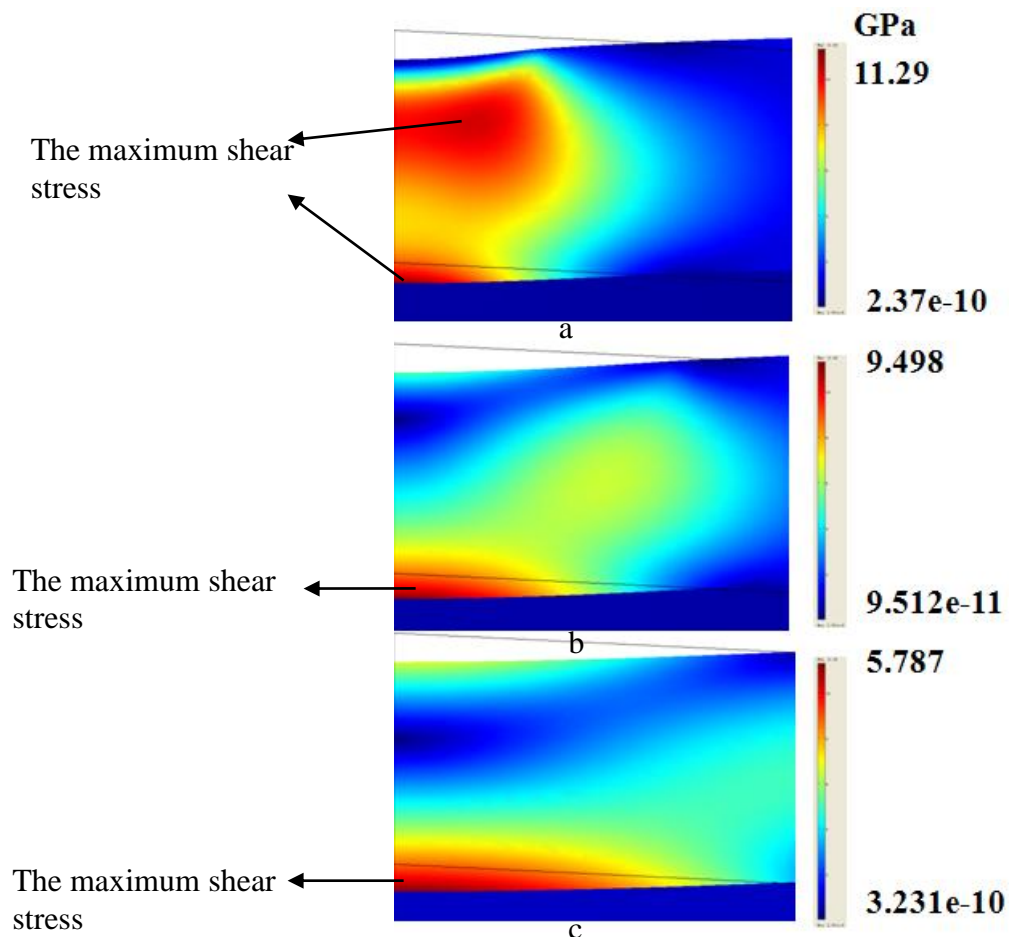 GPa
11.29
The maximum shear
stress
2.37e-10
a
9.498
The maximum shear
stress
9.512e-11
b
5.787
The maximum shear
stress
3.231e-10
c